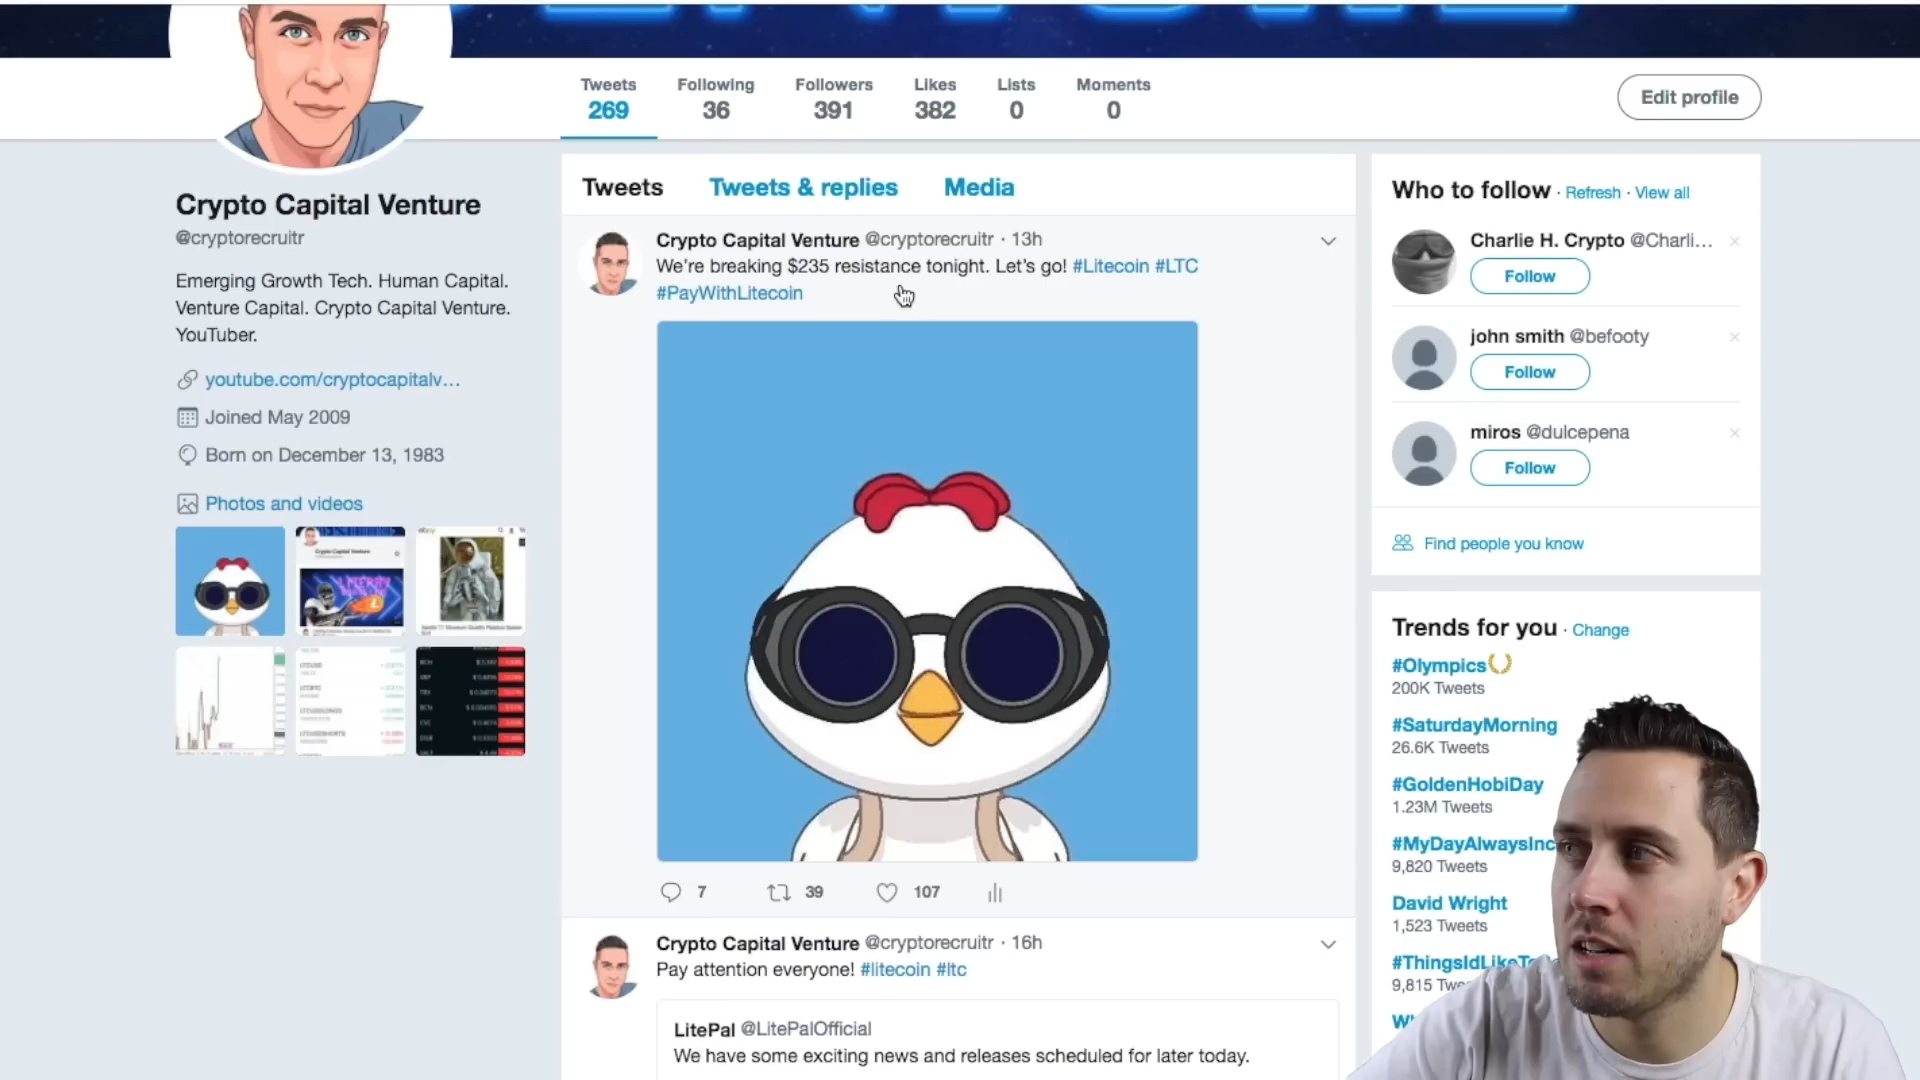 Tweets
269
Following
36
Followers
391
Likes
382
Lists
0
Moments
0
Edit profile
Crypto Capital Venture
@cryptorecruitr
Emerging Growth Tech. Human Capital.
Venture Capital. Crypto Capital Venture.
YouTuber.
youtube.com/cryptocapitalv...
Joined May 2009
Born on December 13, 1983
Photos and videos
Tweets
Tweets & replies
Media
Crypto Capital Venture @cryptorecruitr · 13h
We're breaking $235 resistance tonight. Let's go! #Litecoin #LTC
#PayWithLitecoin
7
39
107
Crypto Capital Venture @cryptorecruitr · 16h
Pay attention everyone! #litecoin #ltc
LitePal @LitePalOfficial
We have some exciting news and releases scheduled for later today.
Who to follow · Refresh · View all
Charlie H. Crypto @Charli...
Follow
john smith @befooty
Follow
miros @dulcepena
Follow
Find people you know
Trends for you · Change
#Olympics
200K Tweets
#SaturdayMorning
26.6K Tweets
#GoldenHobiDay
1.23M Tweets
#MyDayAlwaysInc
9,820 Tweets
David Wright
1,523 Tweets
#ThingsIdLikeTo
9,815 Twe